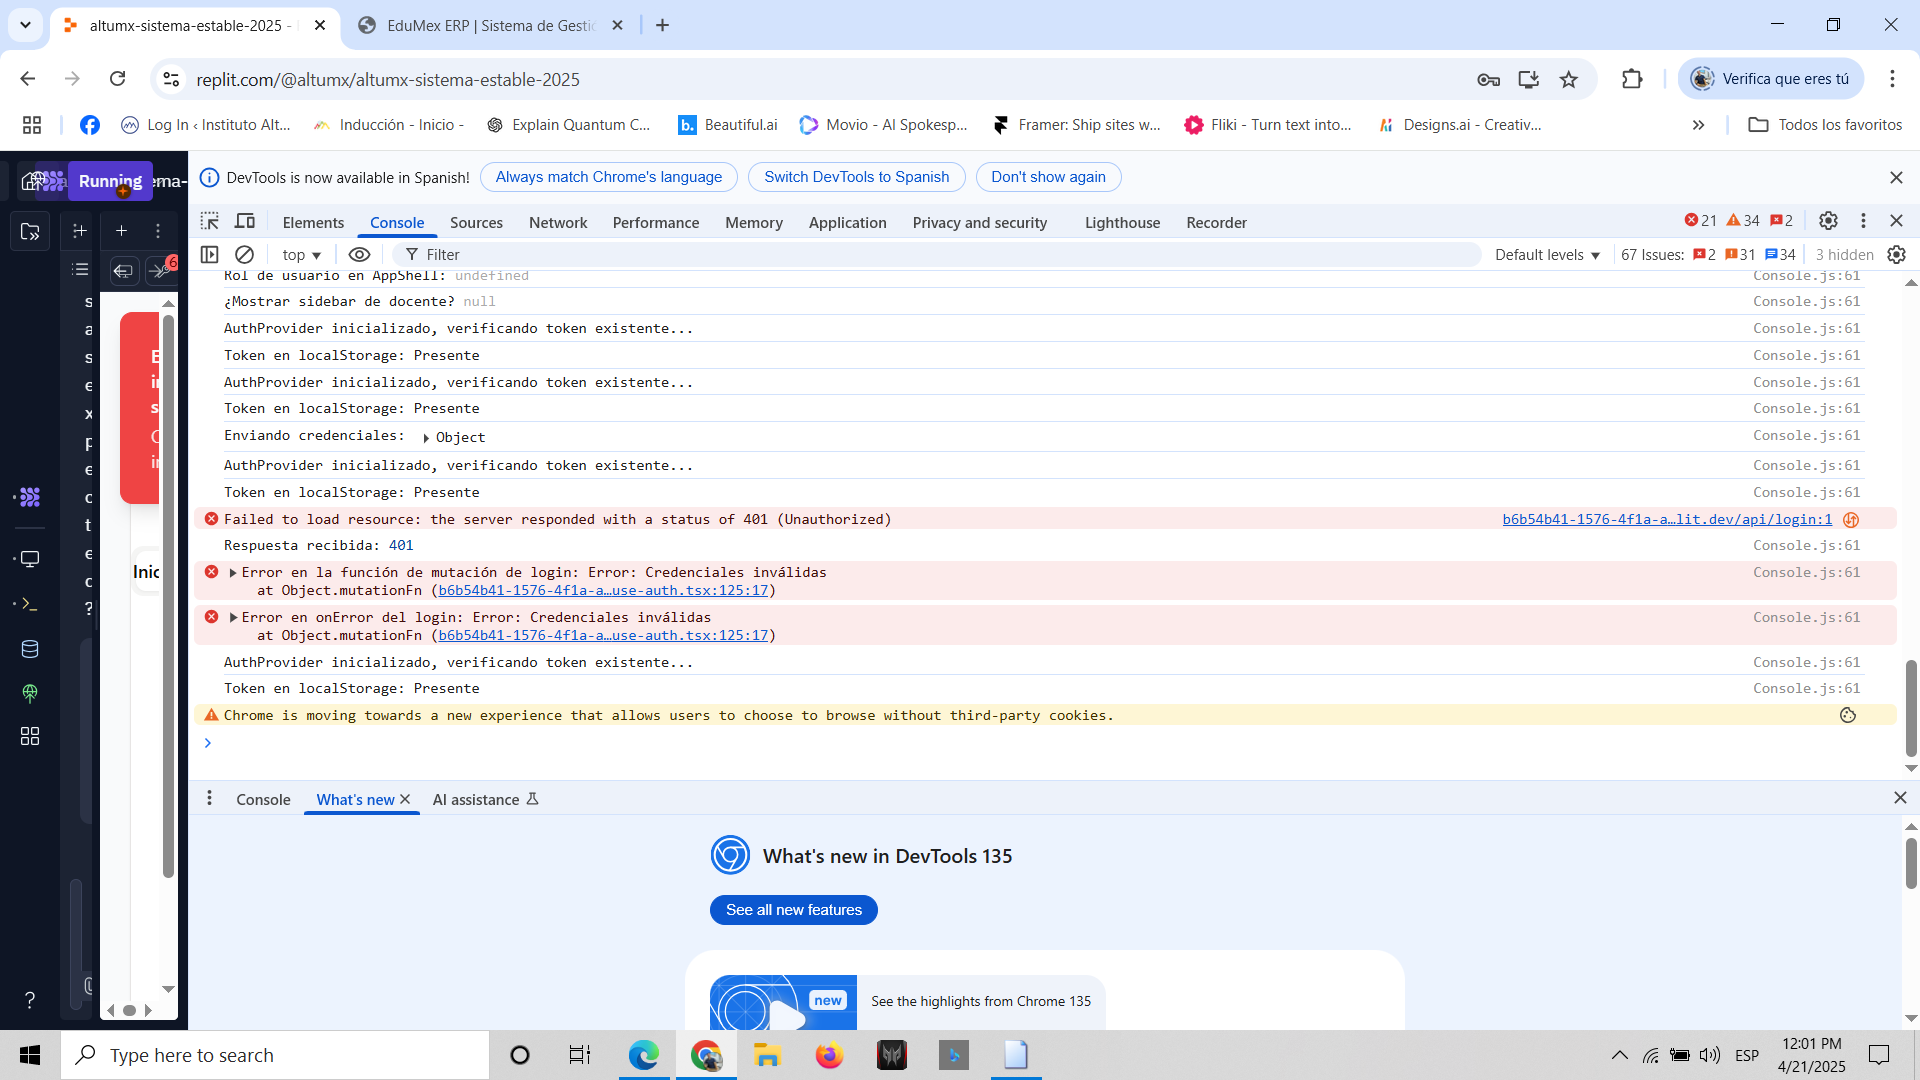 altumx-sistema-estable-2025 -
EduMex ERP | Sistema de Gesti
replit.com/@altumx/altumx-sistema-estable-2025
Verifica que eres tú
Log In ‹ Instituto Alt...
Inducción - Inicio -
Explain Quantum C...
b.
Beautiful.ai
Movio - AI Spokesp...
Framer: Ship sites w...
Fliki - Turn text into...
Designs.ai - Creativ...
»
Todos los favoritos
Running
ema-
DevTools is now available in Spanish!
Always match Chrome's language
Switch DevTools to Spanish
Don't show again
Elements
Console
Sources
Network
Performance
Memory
Application
Privacy and security
Lighthouse
Recorder
21
34
2
top
Filter
Default levels
67 Issues:
2
31
34
3 hidden
6
Rol de usuario en AppShell: undefined
Console.js:61
¿Mostrar sidebar de docente? null
Console.js:61
AuthProvider inicializado, verificando token existente...
Console.js:61
Token en localStorage: Presente
Console.js:61
AuthProvider inicializado, verificando token existente...
Console.js:61
Token en localStorage: Presente
Console.js:61
Enviando credenciales: Object
Console.js:61
AuthProvider inicializado, verificando token existente...
Console.js:61
Token en localStorage: Presente
Console.js:61
Failed to load resource: the server responded with a status of 401 (Unauthorized)
b6b54b41-1576-4f1a-a…lit.dev/api/login:1
Respuesta recibida: 401
Console.js:61
Error en la función de mutación de login: Error: Credenciales inválidas
Console.js:61
at Object.mutationFn (b6b54b41-1576-4f1a-a…use-auth.tsx:125:17)
Error en onError del login: Error: Credenciales inválidas
Console.js:61
at Object.mutationFn (b6b54b41-1576-4f1a-a…use-auth.tsx:125:17)
AuthProvider inicializado, verificando token existente...
Console.js:61
Token en localStorage: Presente
Console.js:61
Chrome is moving towards a new experience that allows users to choose to browse without third-party cookies.
s
a
s
e
x
p
e
c
t
e
d
?
E
in
s
C
in
Inic
Console
What's new
AI assistance
What's new in DevTools 135
See all new features
new
See the highlights from Chrome 135
?
Type here to search
ESP
12:01 PM
4/21/2025